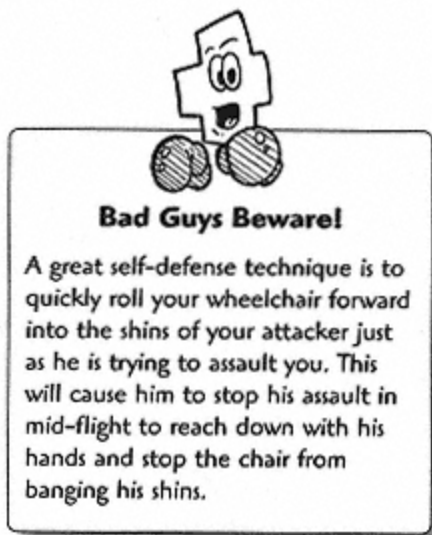 Bad Guys Beware!
A great self-defense technique is to
quickly roll your wheelchair forward
into the shins of your attacker just
as he is trying to assault you. This
will cause him to stop his assault in
mid-flight to reach down with his
hands and stop the chair from
banging his shins.